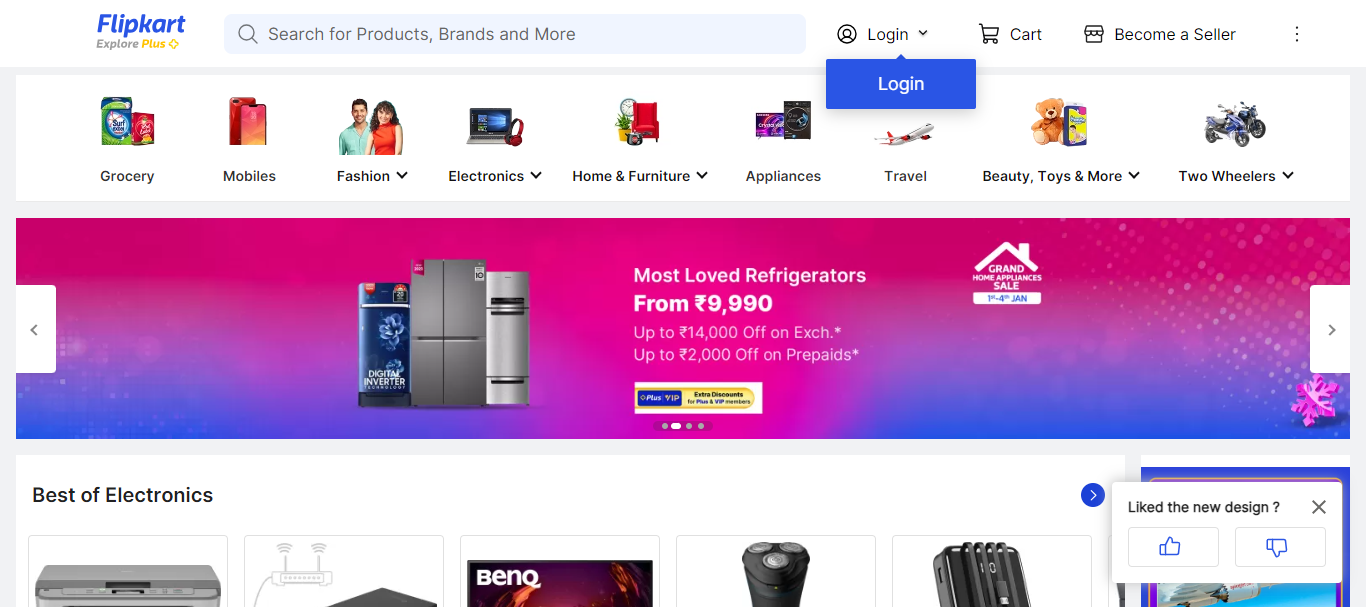 Flipkart
Explore Plus
Search for Products, Brands and More
Login
Cart
Become a Seller
Login
Surf excel
Grocery
Mobiles
Fashion
Electronics
Home & Furniture
Appliances
Travel
Beauty, Toys & More
Two Wheelers
DIGITAL
INVERTER
TECHNOLOGY
Most Loved Refrigerators
From ₹9,990
Up to ₹14,000 Off on Exch.*
Up to ₹2,000 Off on Prepaids*
Plus VIP
Extra Discounts
for Plus & VIP members
GRAND
HOME APPLIANCES
SALE
1st-4th JAN
Best of Electronics
BenQ
Liked the new design ?